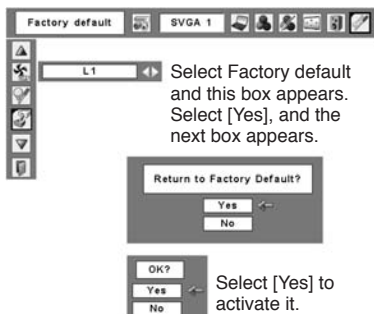 Factory default
SVGA 1
L1
Select Factory default
and this box appears.
Select [Yes], and the
next box appears.
Return to Factory Default?
Yes
No
OK?
Yes
No
Select [Yes] to
activate it.